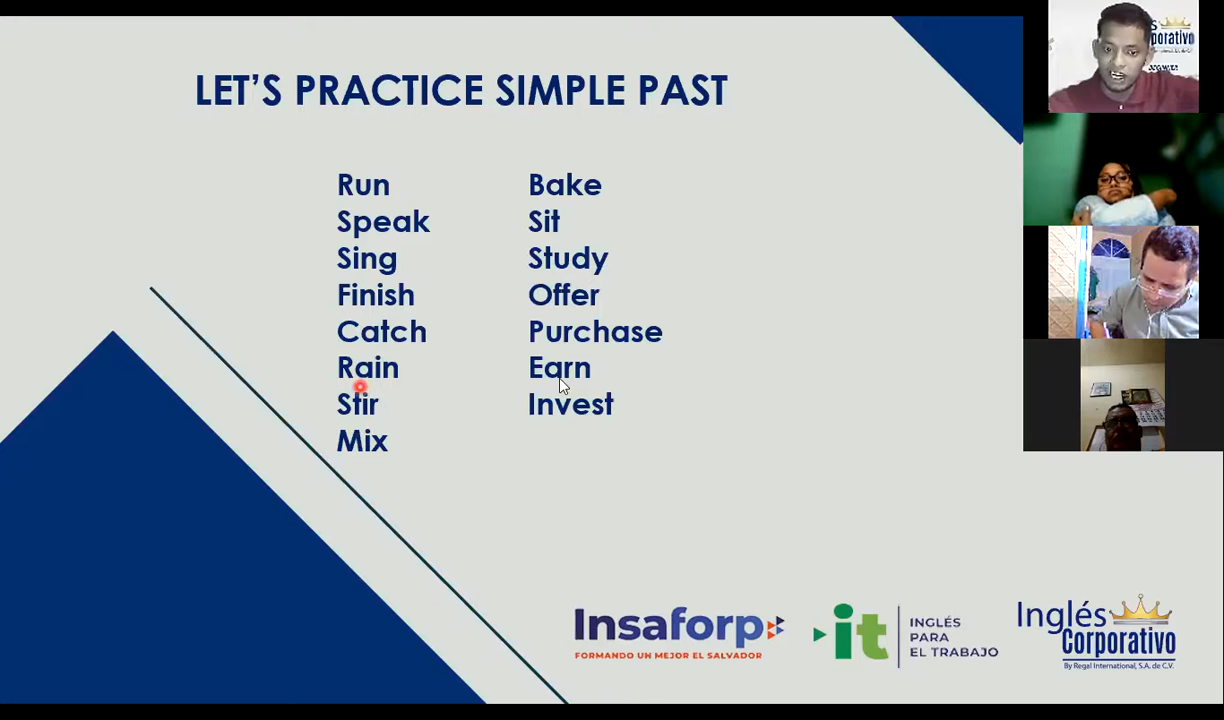 LET'S PRACTICE SIMPLE PAST
Run
Speak
Sing
Finish
Catch
Rain
Stir
Mix
Bake
Sit
Study
Offer
Purchase
Earn
Invest
Insaforp
FORMANDO UN MEJOR EL SALVADOR
it
INGLÉS
PARA
EL TRABAJO
Inglés
Corporativo
By Regal International, S.A. de C.V.